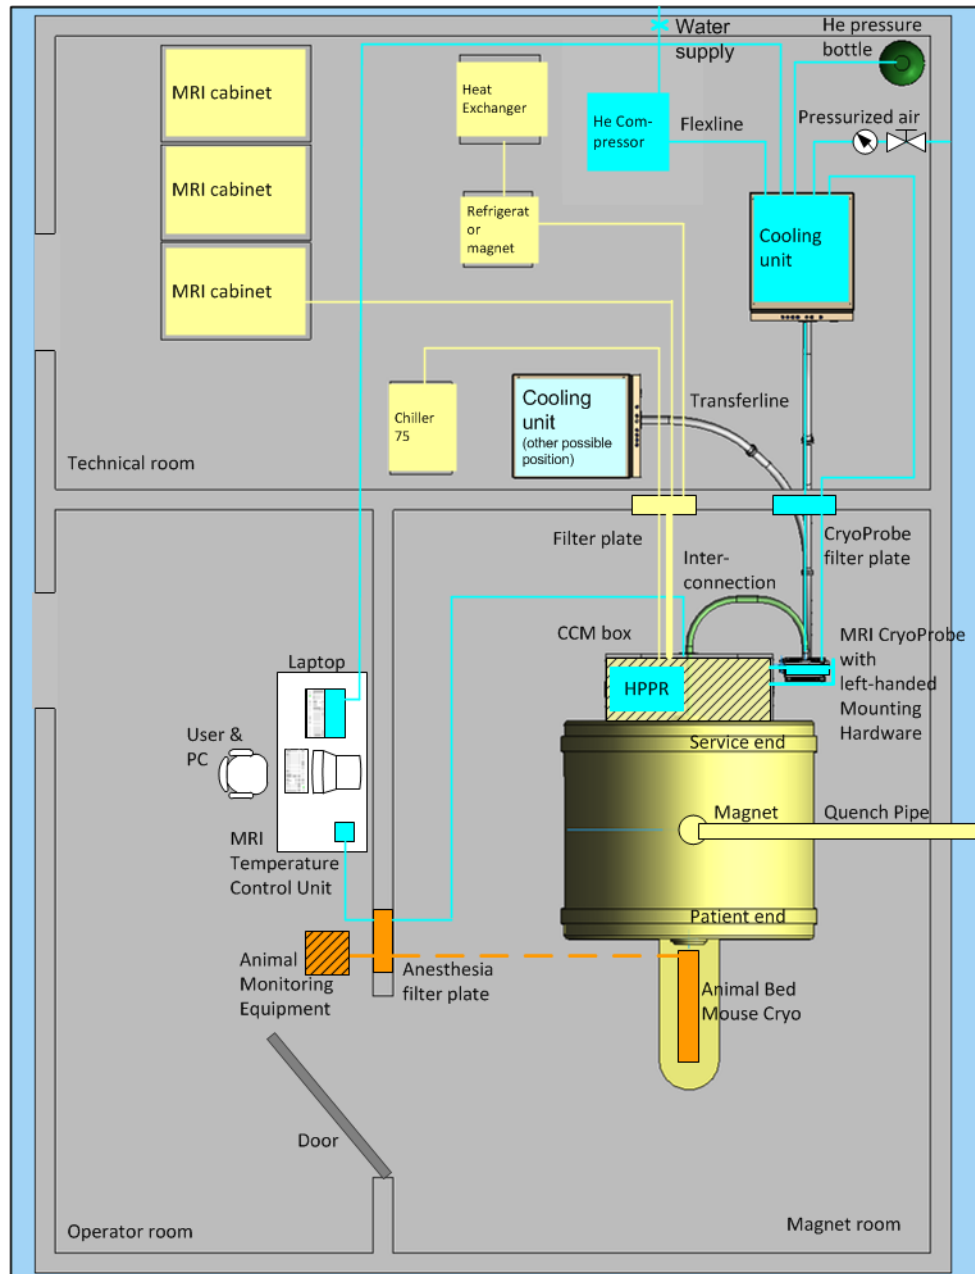 Water
supply
He pressure
bottle
MRI cabinet
Heat
Exchanger
He Com-
pressor
Flexline
Pressurized air
MRI cabinet
Refrigerat
or
magnet
Cooling
unit
MRI cabinet
Chiller
75
Cooling
unit
(other possible
position)
Transferline
Technical room
Filter plate
CryoProbe
filter plate
Inter-
connection
CCM box
MRI CryoProbe
with
left-handed
Mounting
Hardware
Laptop
HPPR
User &
PC
Service end
Magnet
Quench Pipe
MRI
Temperature
Control Unit
Patient end
Animal
Monitoring
Equipment
Anesthesia
filter plate
Animal Bed
Mouse Cryo
Door
Operator room
Magnet room